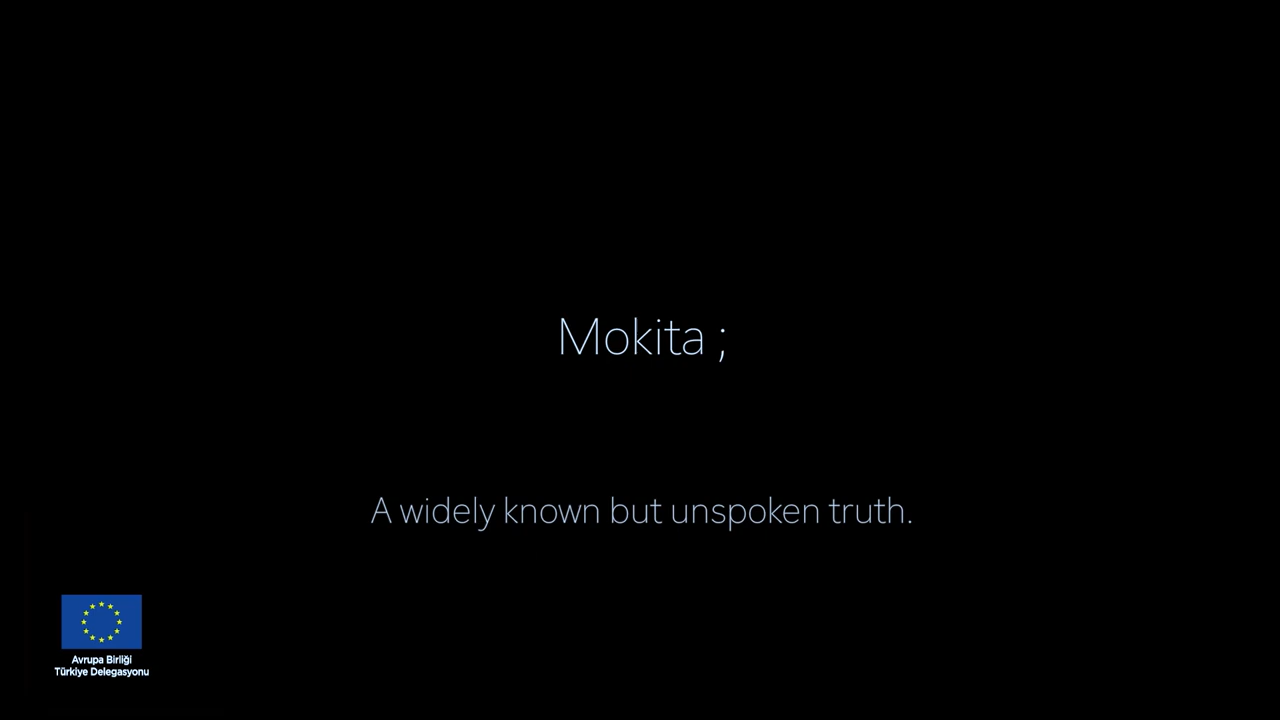 Mokita ;
A widely known but unspoken truth.
Avrupa Birliği
Türkiye Delegasyonu